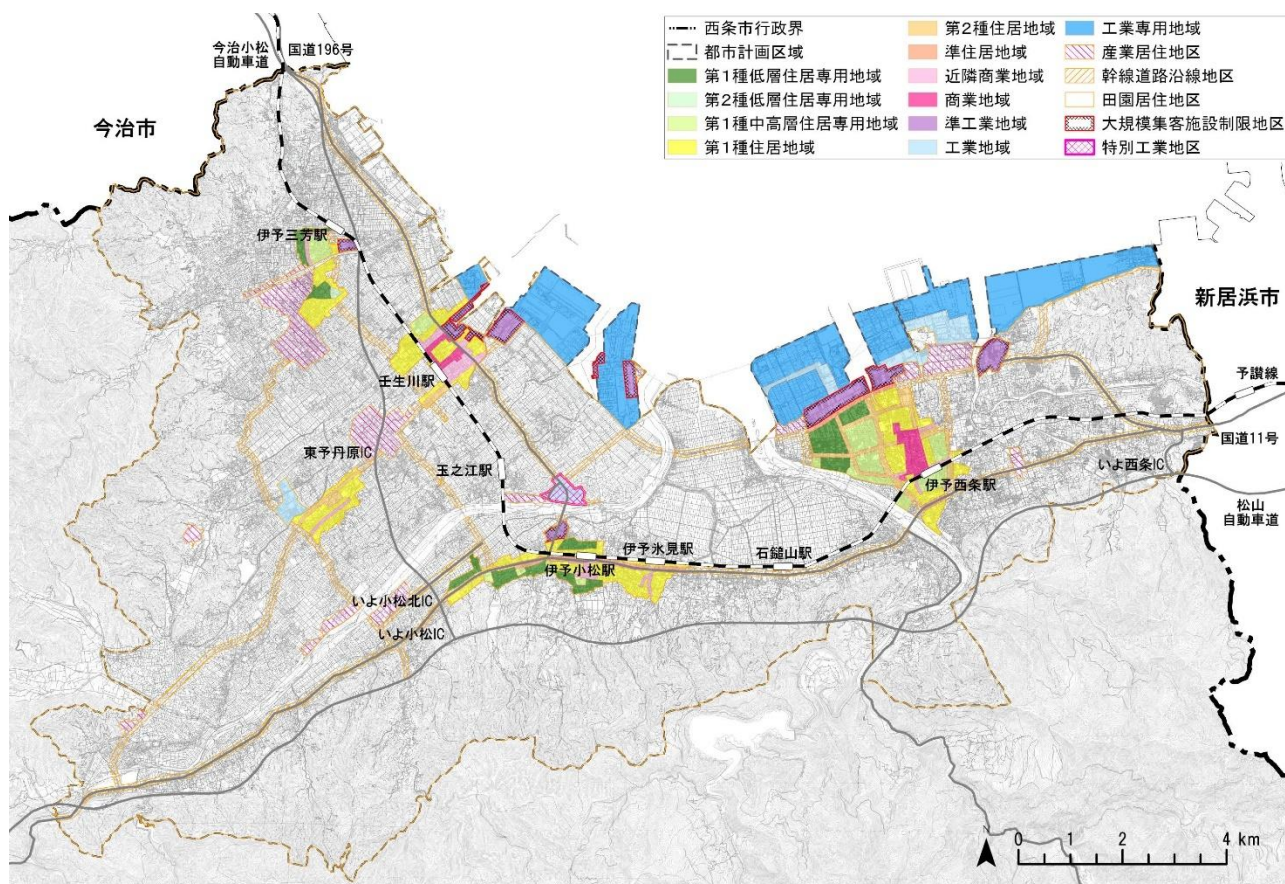 西条市行政界
都市計画区域
第1種低層住居専用地域
第2種低層住居専用地域
第1種中高層住居専用地域
第1種住居地域
第2種住居地域
準住居地域
近隣商業地域
商業地域
準工業地域
工業地域
工業専用地域
産業居住地区
幹線道路沿線地区
田園居住地区
大規模集客施設制限地区
特別工業地区
今治小松
自動車道
国道196号
今治市
伊予三芳駅
新居浜市
壬生川駅
予讃線
東予丹原IC
国道11号
玉之江駅
いよ西条IC
伊予西条駅
松山
自動車道
伊予氷見駅
石鎚山駅
伊予小松駅
いよ小松北IC
いよ小松IC
N
0 1 2 4 km